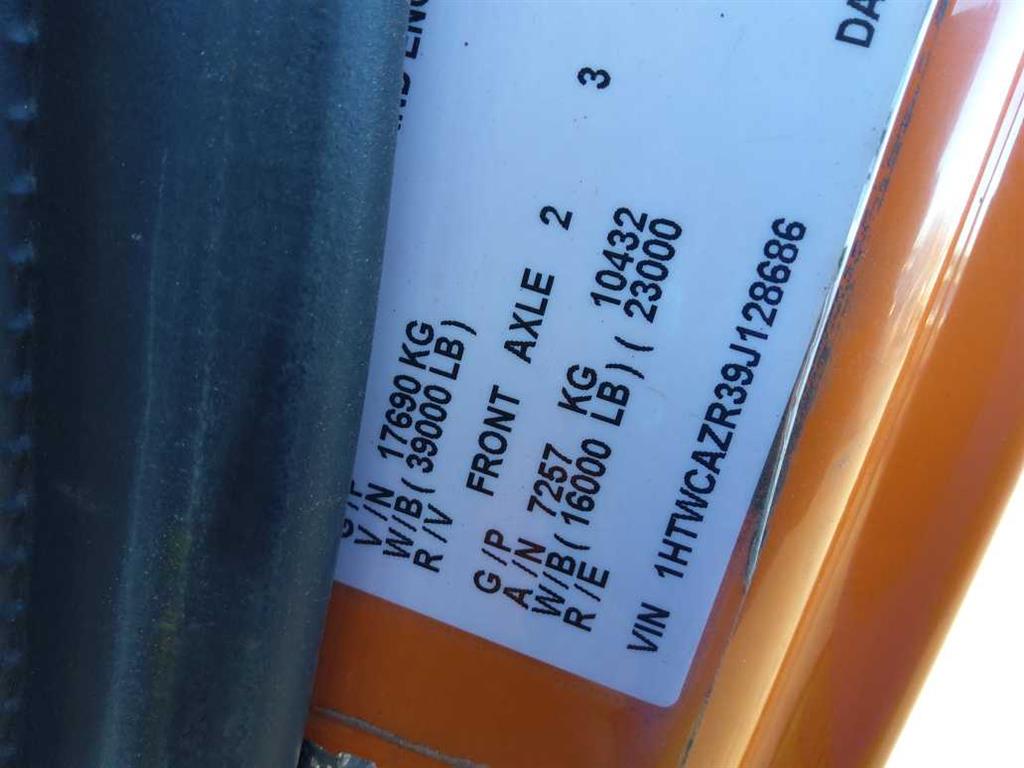 G/P
V/N 17690 KG
W/B ( 39000 LB )
R/V
FRONT AXLE 2 3
G/P
A/N 7257 KG 10432
W/B ( 16000 LB ) ( 23000
R/E
VIN 1HTWCAZR39J128686 DA